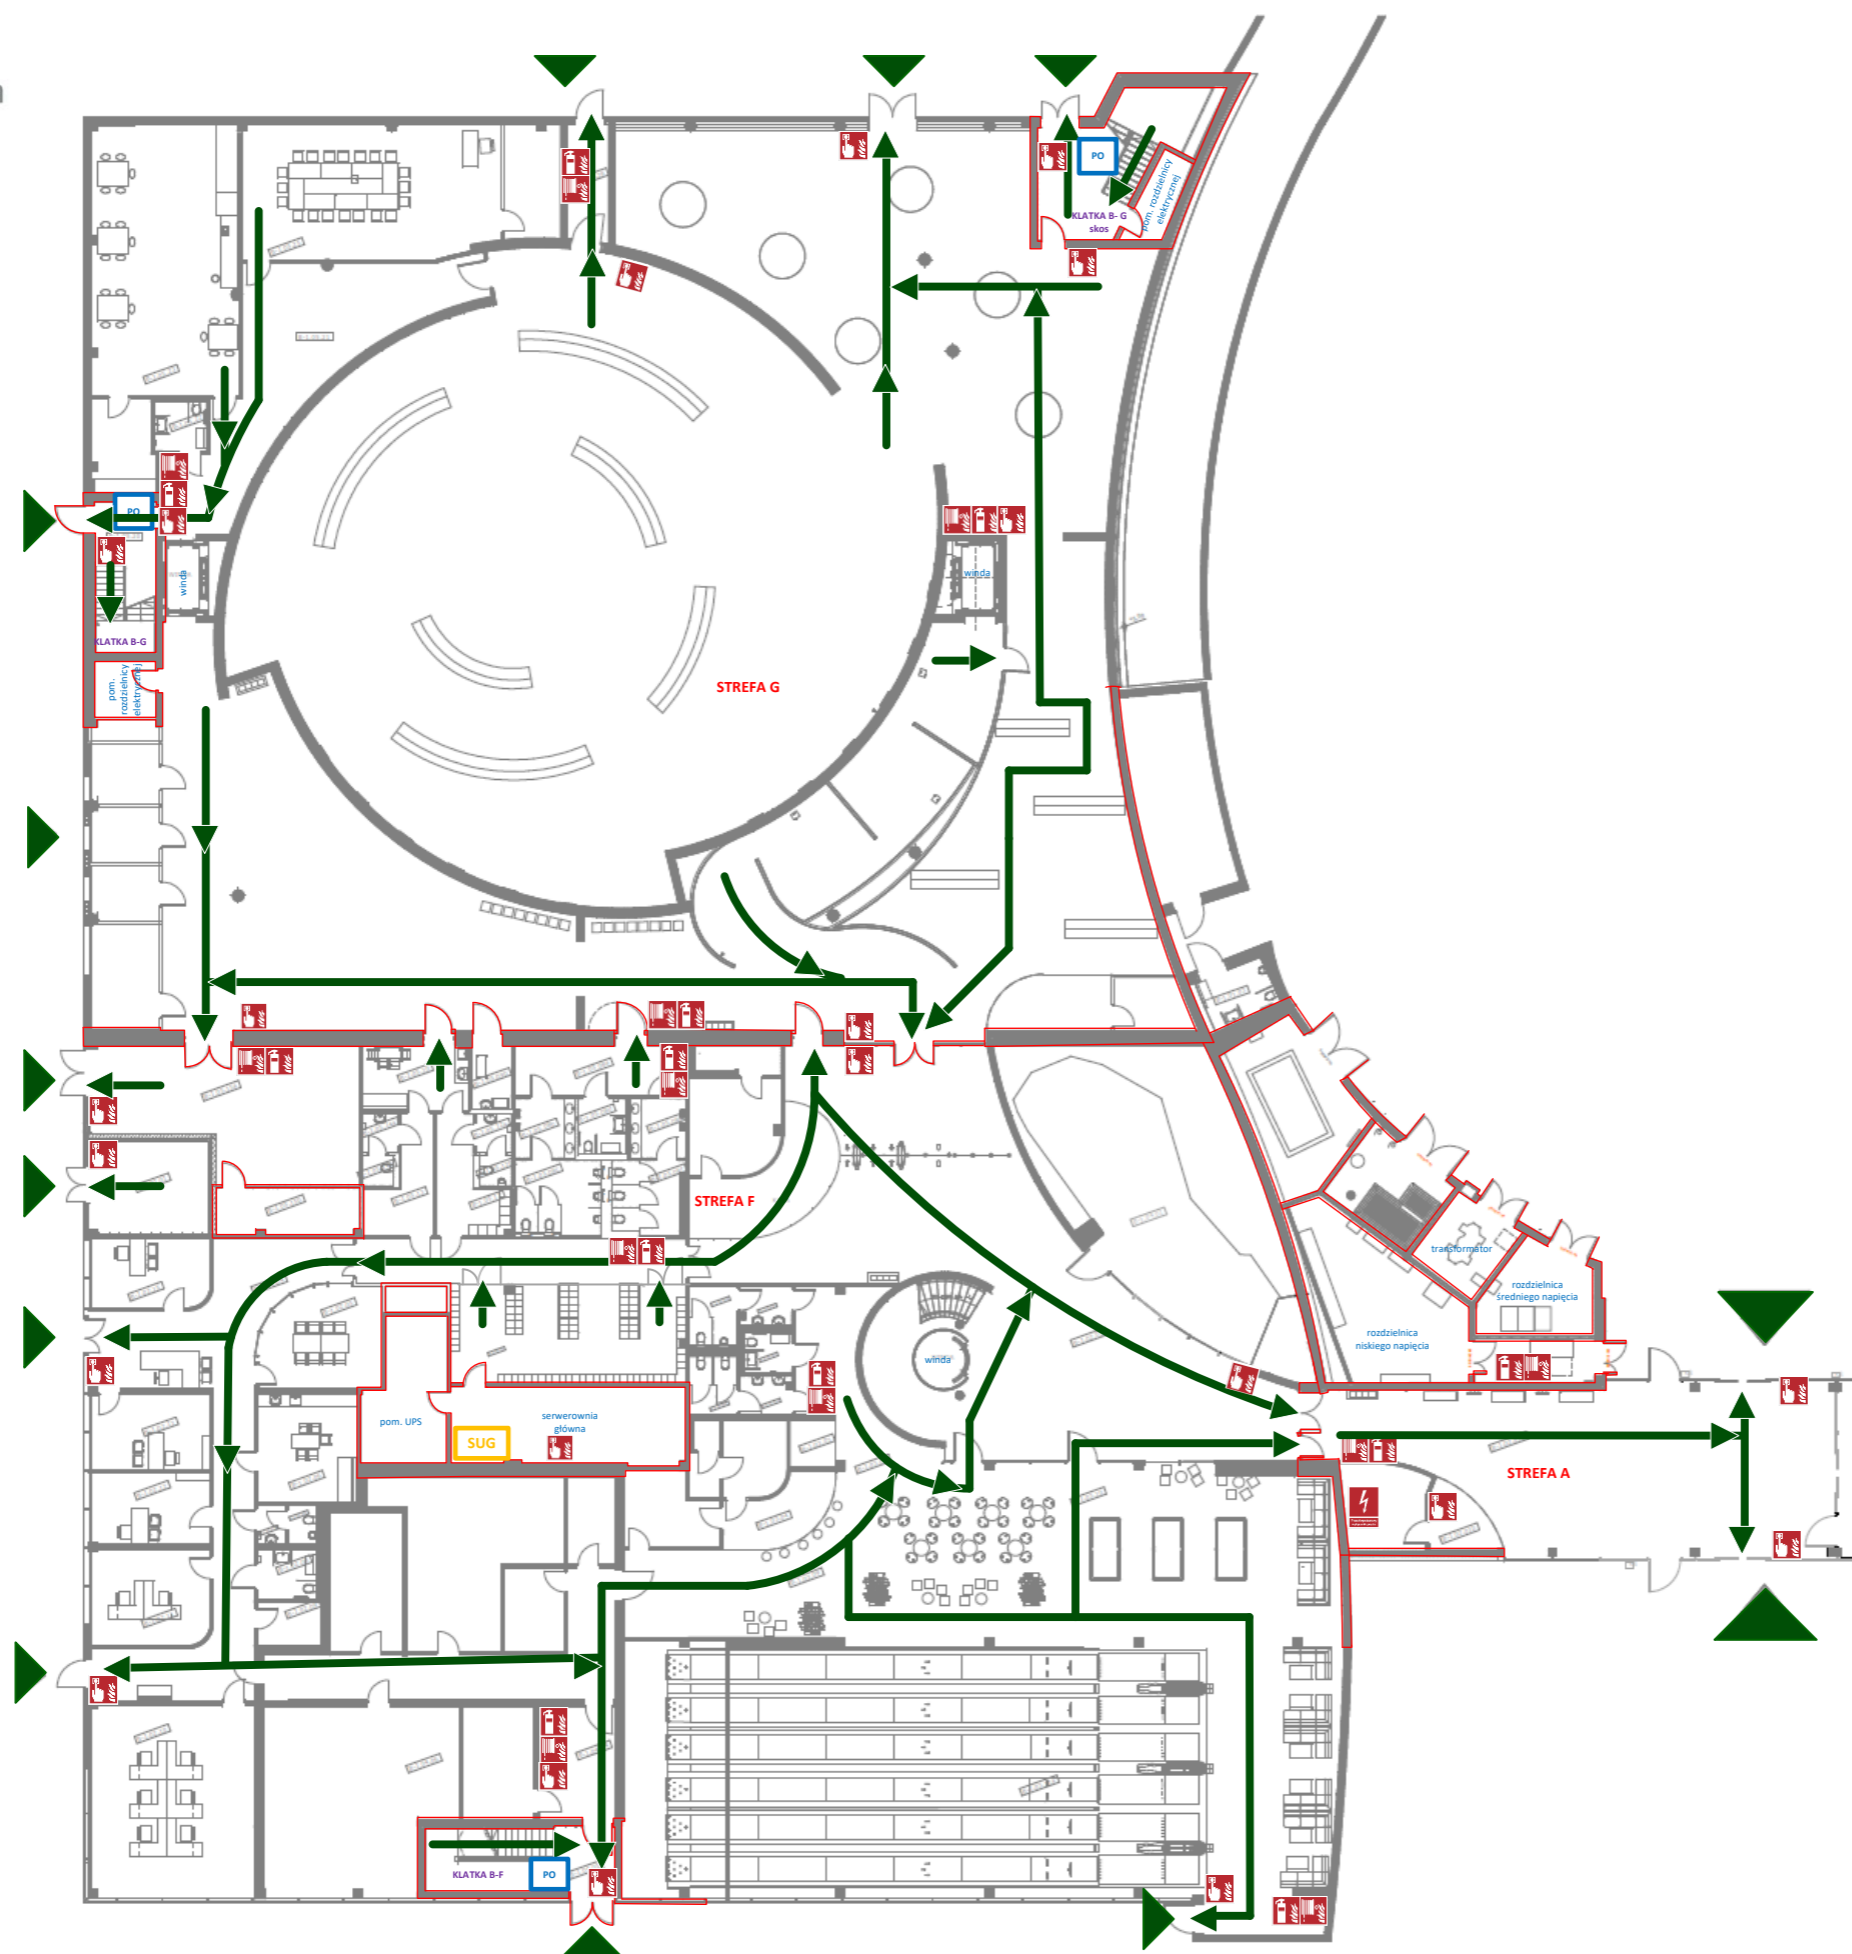 PO
pom. rozdzielnicy
elektrycznej
KLATKA B- G
skos
PO
winda
winda
KLATKA B-G
pom.
rozdzielnicy
elektrycznej
STREFA G
STREFA F
transformator
rozdzielnica
średniego napięcia
rozdzielnica
niskiego napięcia
winda
pom. UPS
serwerownia
główna
SUG
STREFA A
KLATKA B-F
PO